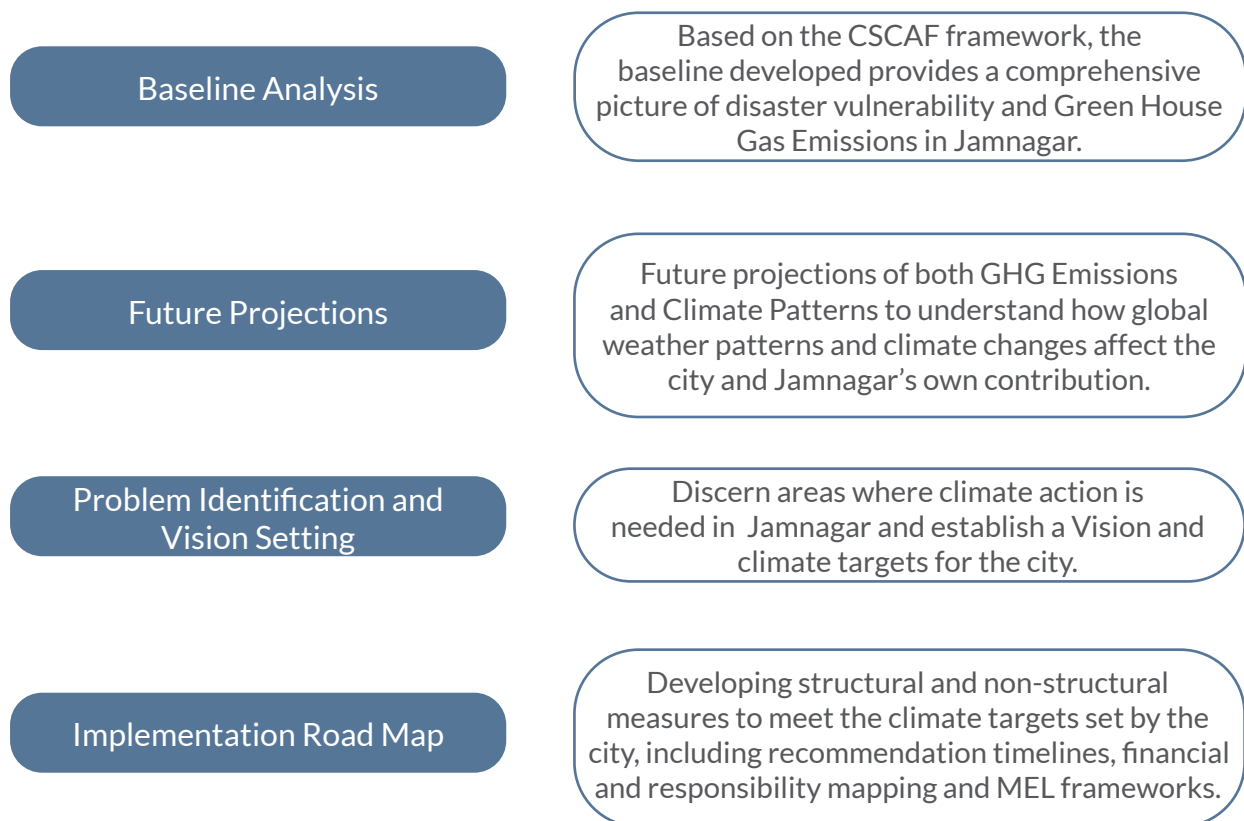 Baseline Analysis
Based on the CSCAF framework, the
baseline developed provides a comprehensive
picture of disaster vulnerability and Green House
Gas Emissions in Jamnagar.
Future Projections
Future projections of both GHG Emissions
and Climate Patterns to understand how global
weather patterns and climate changes affect the
city and Jamnagar’s own contribution.
Problem Identification and
Vision Setting
Discern areas where climate action is
needed in Jamnagar and establish a Vision and
climate targets for the city.
Implementation Road Map
Developing structural and non-structural
measures to meet the climate targets set by the
city, including recommendation timelines, financial
and responsibility mapping and MEL frameworks.